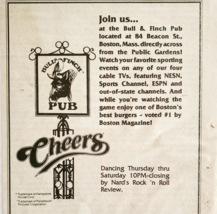 Join us...
at the Bull & Finch Pub
located at 84 Beacon St.,
Boston, Mass. directly across
from the Public Gardens!
Watch your favorite sporting
events on any of our four
cable TVs, featuring NESN,
Sports Channel, ESPN and
out-of-state channels. And
while you're watching the
game enjoy one of Boston's
best burgers - voted #1 by
Boston Magazine!
BULL & FINCH
PUB
Cheers
Dancing Thursday thru
Saturday 10PM-closing
by Nard's Rock 'n Roll
Review.